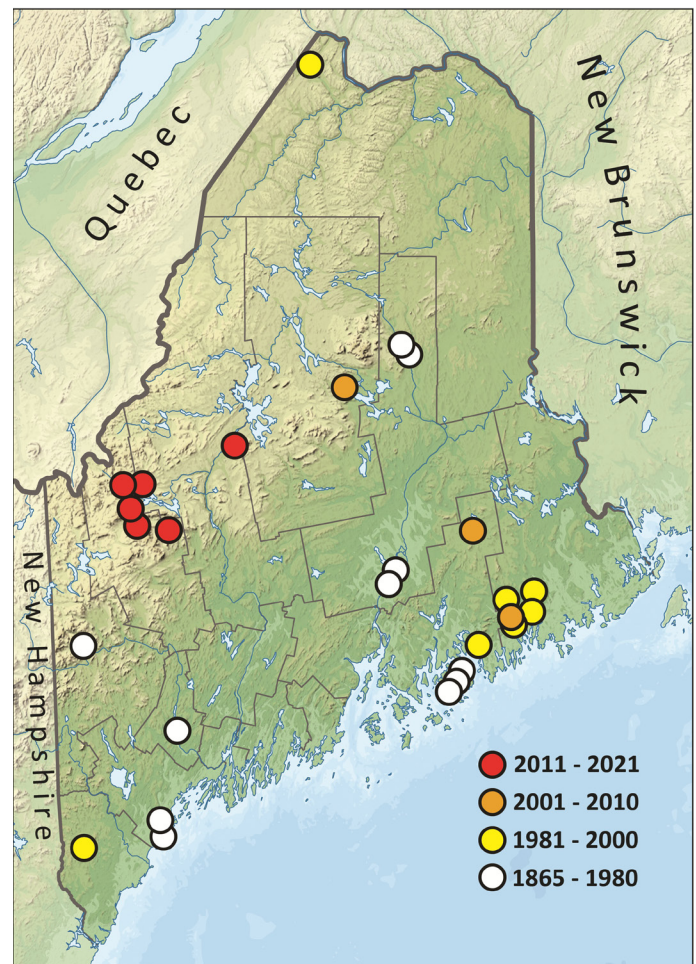 Quebec
New Brunswick
New Hampshire
2011 - 2021
2001 - 2010
1981 - 2000
1865 - 1980